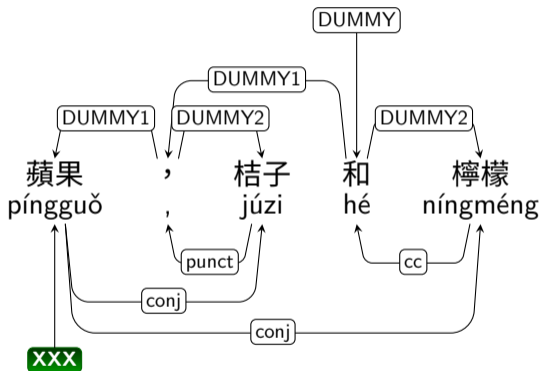 DUMMY
DUMMY1
DUMMY1 DUMMY2 DUMMY2
蘋果 , 桔子 和 檸檬
píngguǒ , júzi hé níngméng
punct cc
conj
conj
XXX